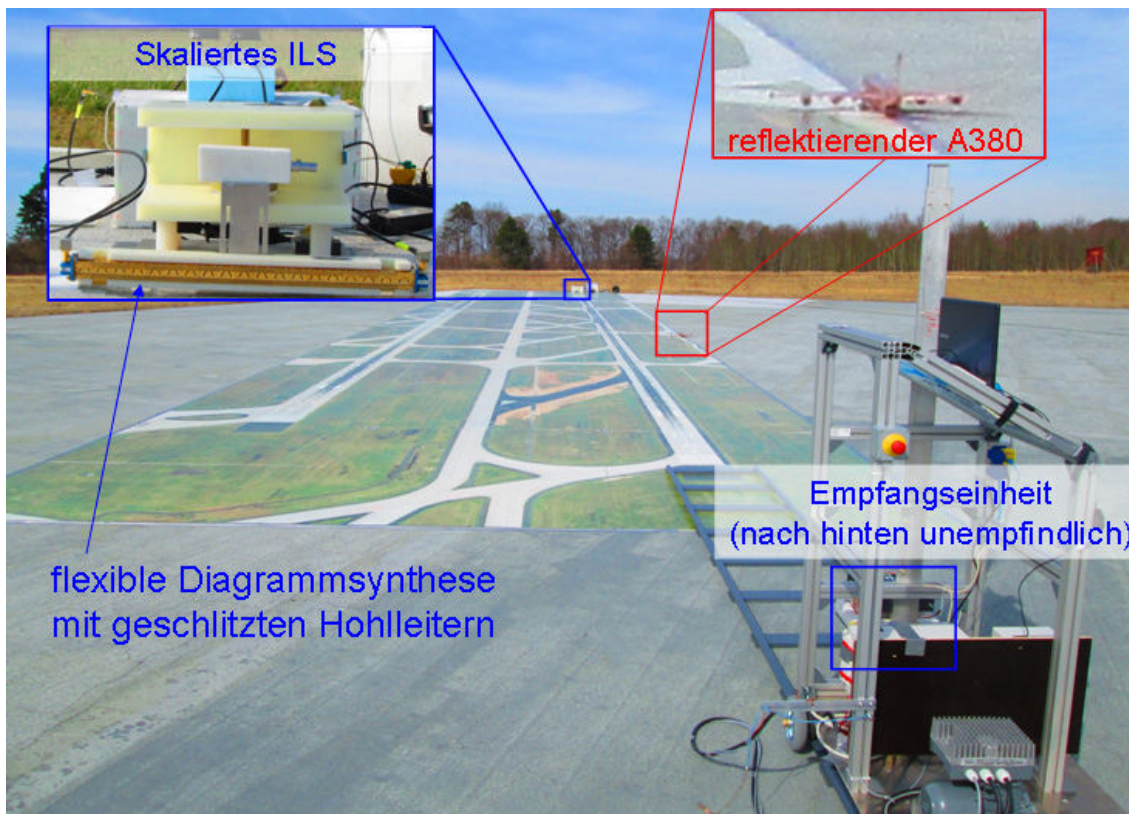 Skaliertes ILS
reflektierender A380
Empfangseinheit
(nach hinten unempfindlich)
flexible Diagrammsynthese
mit geschlitzten Hohlleitern